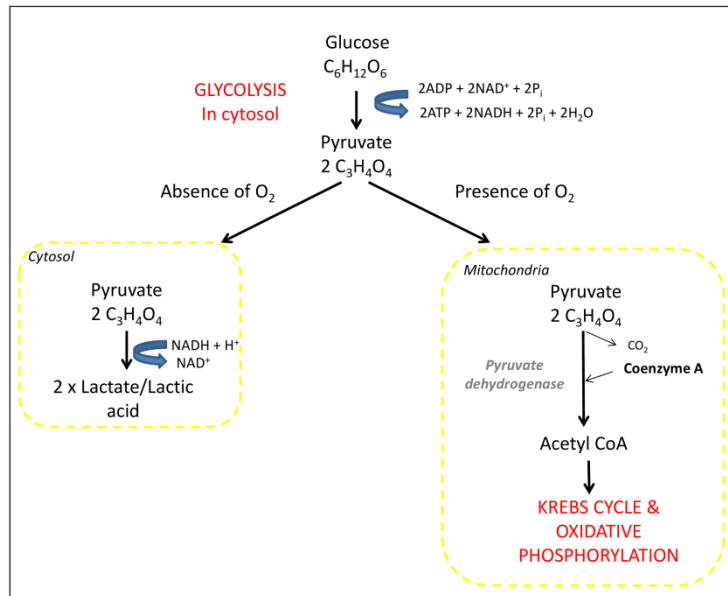 Glucose
C₆H₁₂O₆
GLYCOLYSIS
In cytosol
2ADP + 2NAD⁺ + 2Pᵢ
2ATP + 2NADH + 2Pᵢ + 2H₂O
Pyruvate
2 C₃H₄O₄
Absence of O₂
Presence of O₂
Cytosol
Pyruvate
2 C₃H₄O₄
NADH + H⁺
NAD⁺
2 x Lactate/Lactic
acid
Mitochondria
Pyruvate
2 C₃H₄O₄
CO₂
Coenzyme A
Pyruvate
dehydrogenase
Acetyl CoA
KREBS CYCLE &
OXIDATIVE
PHOSPHORYLATION